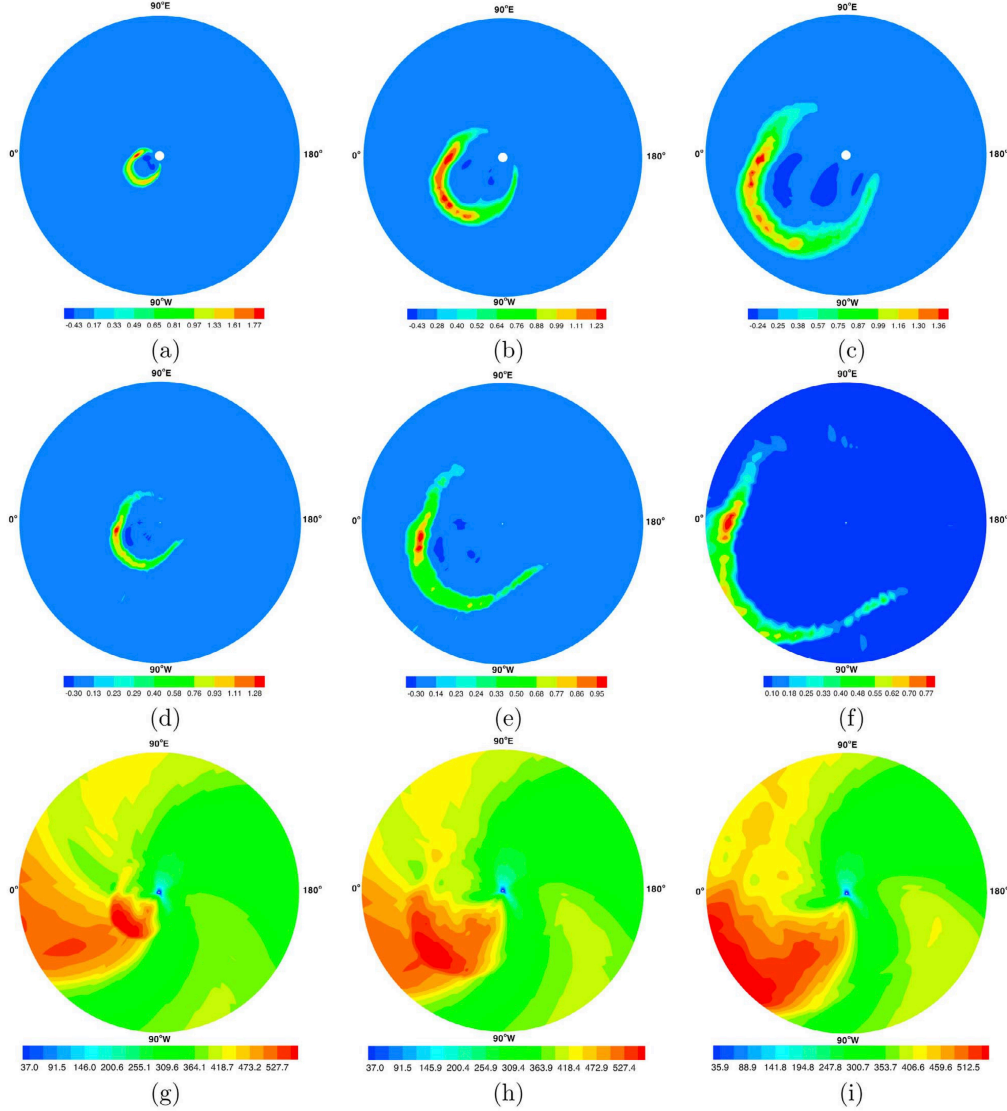 90°E 90°E 90°E
0° 180° 0° 180° 0° 180°
90°W 90°W 90°W
-0.43 0.17 0.33 0.49 0.65 0.81 0.97 1.33 1.61 1.77
-0.43 0.28 0.40 0.52 0.64 0.76 0.88 0.99 1.11 1.23
-0.24 0.25 0.38 0.57 0.75 0.87 0.99 1.16 1.30 1.36
(a) (b) (c)
90°E 90°E 90°E
0° 180° 0° 180° 0° 180°
90°W 90°W 90°W
-0.30 0.13 0.23 0.40 0.58 0.76 0.93 1.11 1.28
-0.30 0.14 0.23 0.24 0.50 0.68 0.77 0.86 0.95
0.10 0.18 0.25 0.33 0.40 0.48 0.55 0.62 0.70 0.77
(d) (e) (f)
90°E 90°E 90°E
0° 180° 0° 180° 0° 180°
90°W 90°W 90°W
37.0 91.5 146.0 200.6 255.1 309.6 364.1 418.7 473.2 527.7
37.0 91.5 145.9 200.4 254.9 309.4 363.9 418.4 472.9 527.4
35.9 88.9 141.8 194.8 247.8 300.7 353.7 406.6 459.6 512.5
(g) (h) (i)